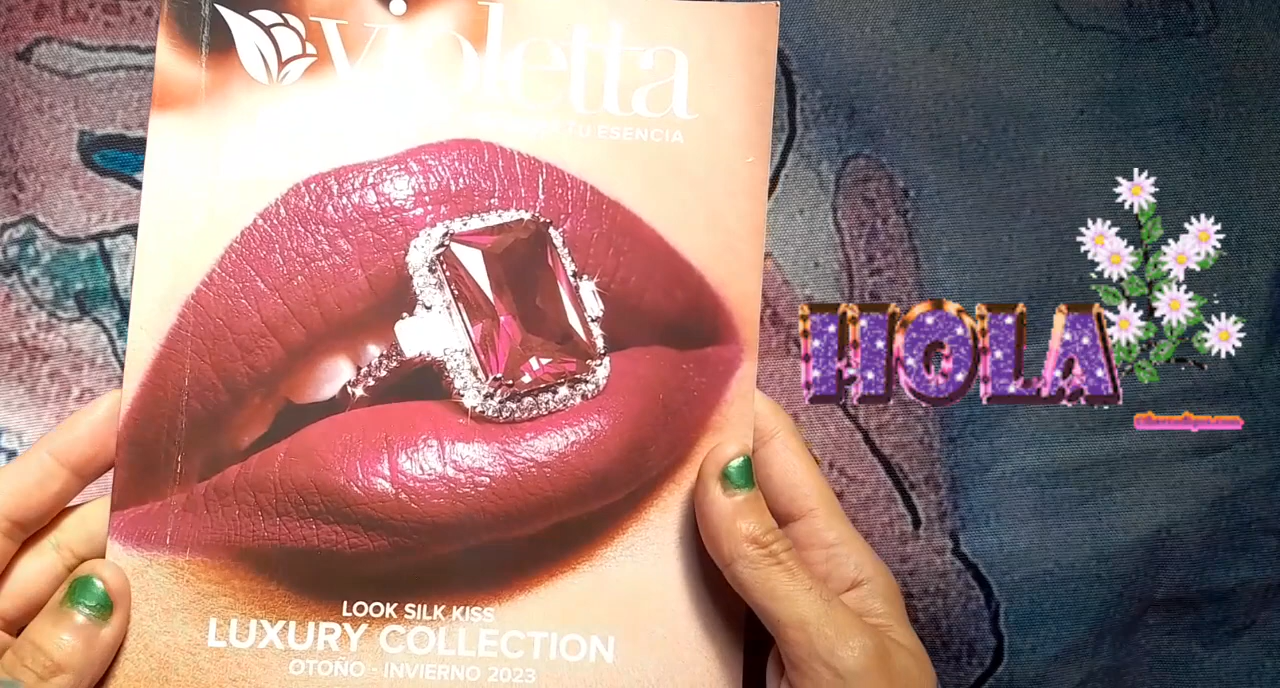 violetta
TU ESENCIA
HOLA
LOOK SILK KISS
LUXURY COLLECTION
OTOÑO - INVIERNO 2023